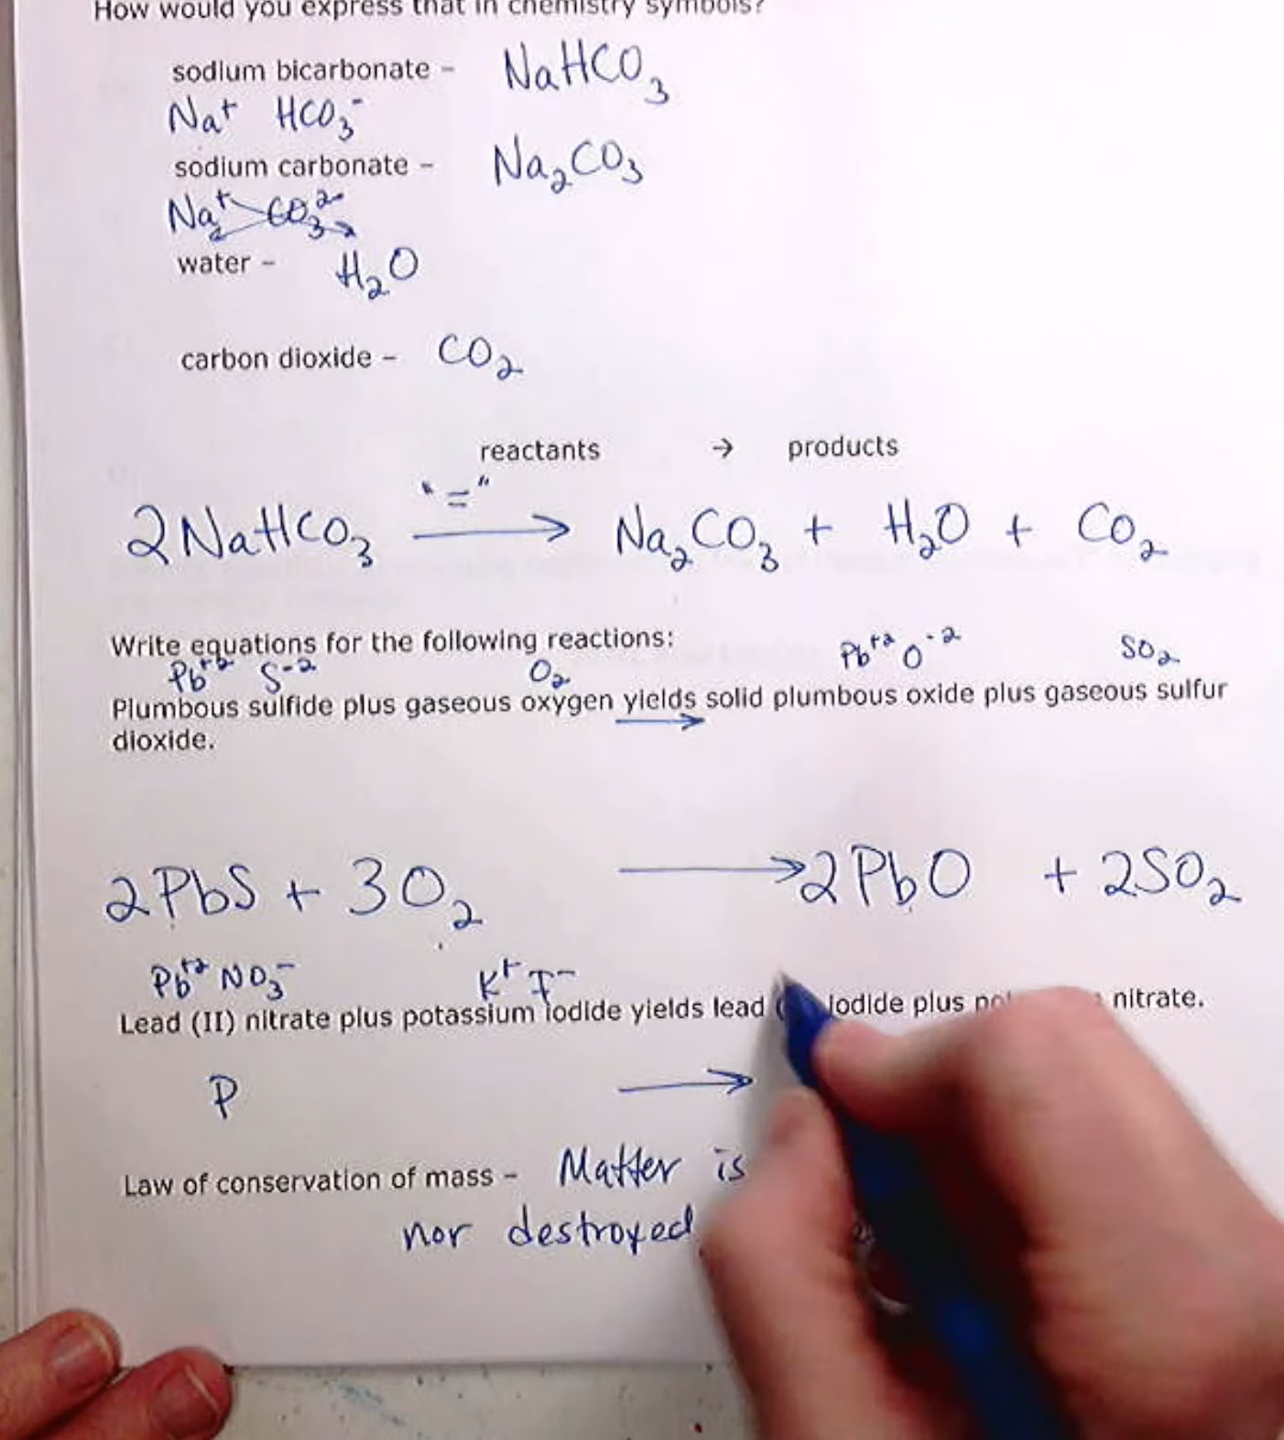 How would you express that in chemistry symbols?
sodium bicarbonate - NaHCO₃
Na⁺ HCO₃⁻
sodium carbonate - Na₂CO₃
Na⁺ CO₃²⁻
water - H₂O
carbon dioxide - CO₂
reactants → products
"="
2NaHCO₃ → Na₂CO₃ + H₂O + CO₂
Write equations for the following reactions:
Pb⁺² S⁻² O₂ Pb⁺² O⁻² SO₂
Plumbous sulfide plus gaseous oxygen yields solid plumbous oxide plus gaseous sulfur
dioxide.
2PbS + 3O₂ → 2PbO + 2SO₂
Pb⁺² NO₃⁻ K⁺ I⁻
Lead (II) nitrate plus potassium iodide yields lead iodide plus nitrate.
P →
Law of conservation of mass - Matter is
nor destroyed